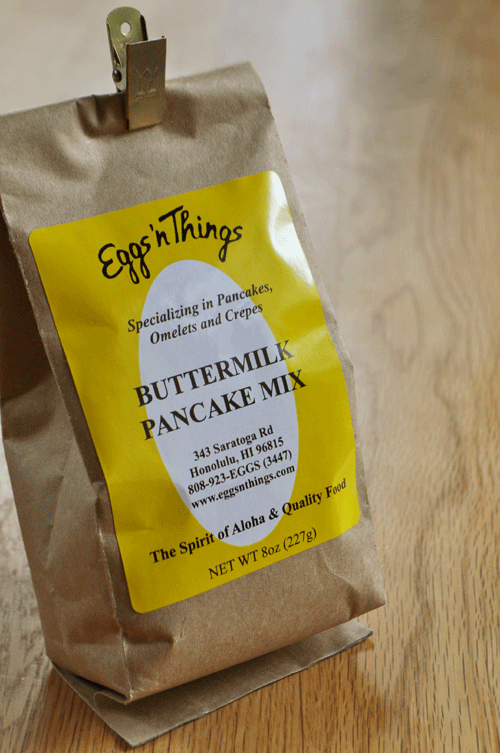 Eggs 'n Things
Specializing in Pancakes,
Omelets and Crepes
BUTTERMILK
PANCAKE MIX
343 Saratoga Rd
Honolulu, HI 96815
808-923-EGGS (3447)
www.eggsnthings.com
The Spirit of Aloha & Quality Food
NET WT 8oz (227g)